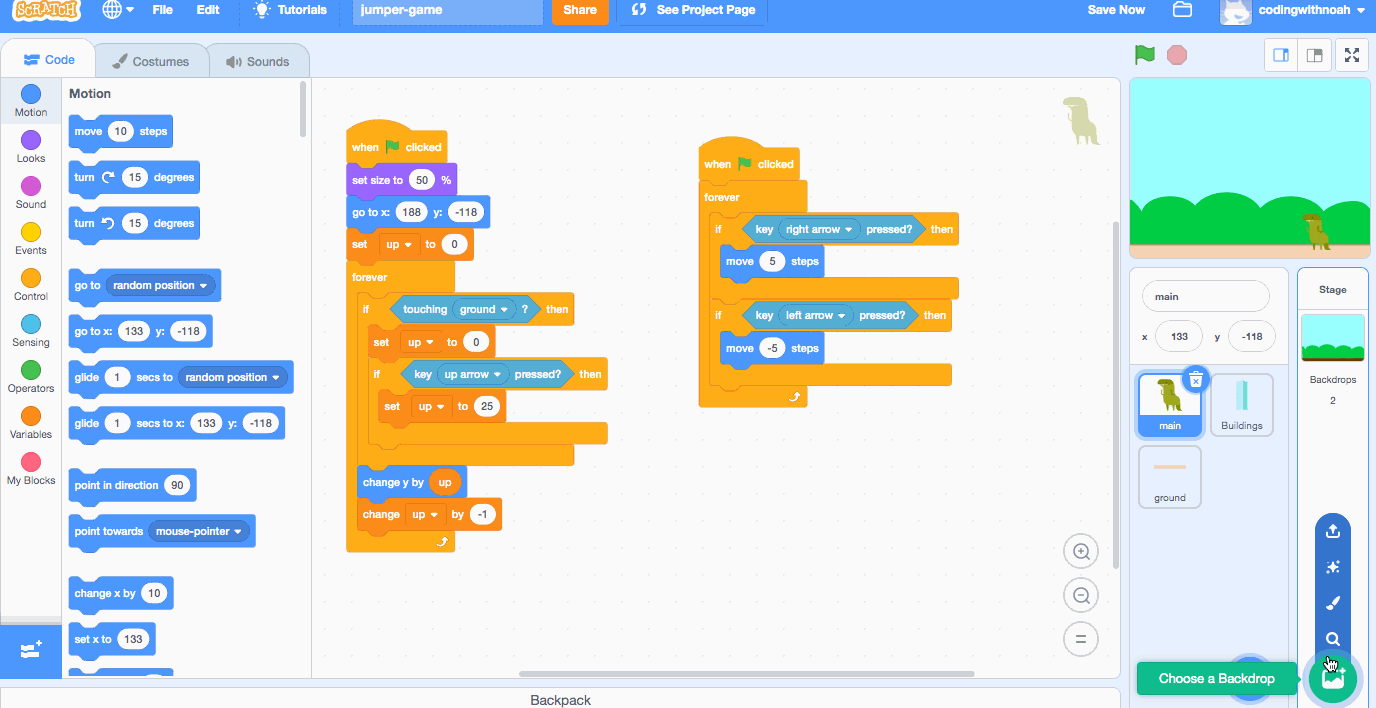 SCRATCH File Edit Tutorials jumper-game Share See Project Page Save Now codingwithnoah
Code Costumes Sounds
Motion
Looks
Sound
Events
Control
Sensing
Operators
Variables
My Blocks
Motion
move 10 steps
turn 15 degrees
turn 15 degrees
go to random position
go to x: 133 y: -118
glide 1 secs to random position
glide 1 secs to x: 133 y: -118
point in direction 90
point towards mouse-pointer
change x by 10
set x to 133
when clicked
set size to 50 %
go to x: 188 y: -118
set up to 0
forever
if touching ground ? then
set up to 0
if key up arrow pressed? then
set up to 25
change y by up
change up by -1
when clicked
forever
if key right arrow pressed? then
move 5 steps
if key left arrow pressed? then
move -5 steps
main
x 133 y -118
main
Buildings
ground
Stage
Backdrops
2
Choose a Backdrop
Backpack